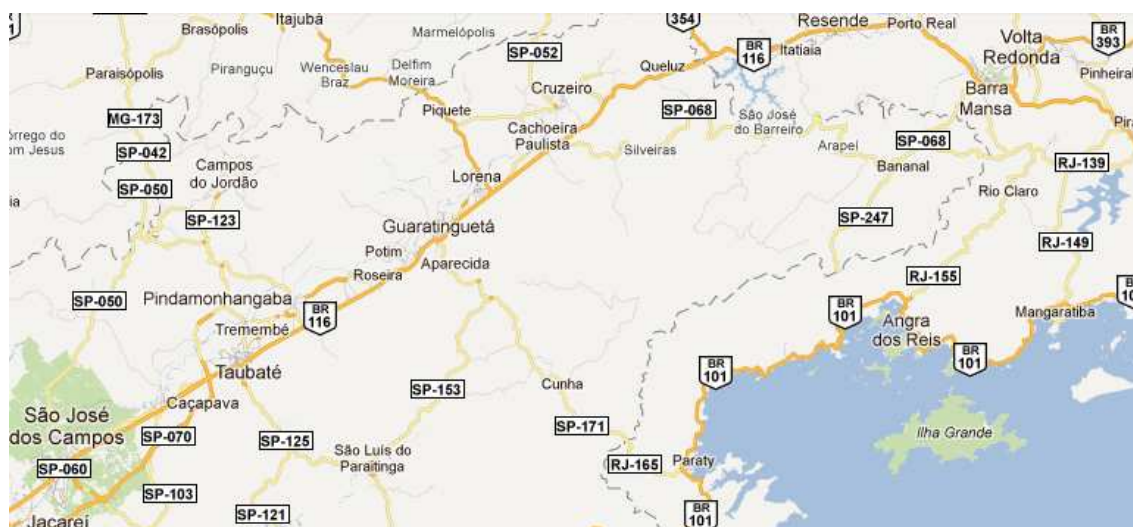 Itajubá
354
Resende
Porto Real
Brasópolis
Marmelópolis
SP-052
BR
116
Itatiaia
Volta
Redonda
BR
393
Paraisópolis
Piranguçu
Wenceslau
Braz
Delfim
Moreira
Queluz
Pinheiral
Cruzeiro
Barra
Mansa
MG-173
Piquete
SP-068
São José
do Barreiro
Cachoeira
Paulista
SP-042
Silveiras
Arapeí
SP-068
Bananal
RJ-139
Campos
do Jordão
Lorena
SP-050
Rio Claro
SP-123
SP-247
Guaratinguetá
RJ-149
Potim
Aparecida
Roseira
RJ-155
SP-050
Pindamonhangaba
BR
116
BR
101
Angra
dos Reis
Mangaratiba
Tremembé
BR
101
BR
101
Taubaté
SP-153
Cunha
Caçapava
São José
dos Campos
SP-070
SP-125
SP-171
Ilha Grande
São Luís do
Paraitinga
SP-060
RJ-165
Paraty
SP-103
SP-121
BR
101
Jacareí